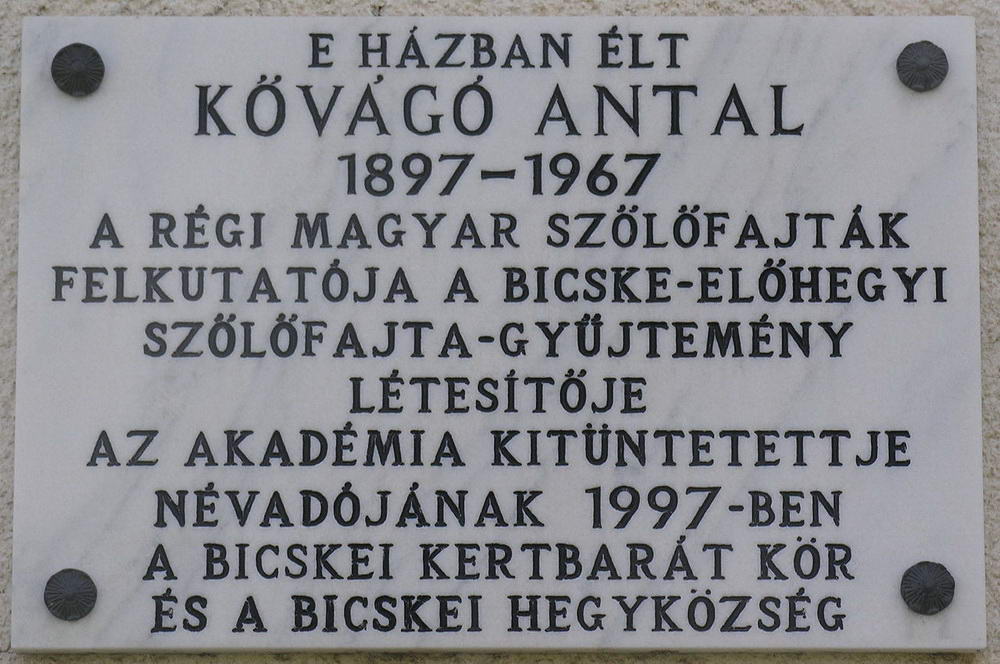 E HÁZBAN ÉLT
KŐVÁGÓ ANTAL
1897–1967
A RÉGI MAGYAR SZŐLŐFAJTÁK
FELKUTATÓJA A BICSKE-ELŐHEGYI
SZŐLŐFAJTA-GYŰJTEMÉNY
LÉTESÍTŐJE
AZ AKADÉMIA KITÜNTETETTJE
NÉVADÓJÁNAK 1997-BEN
A BICSKEI KERTBARÁT KÖR
ÉS A BICSKEI HEGYKÖZSÉG